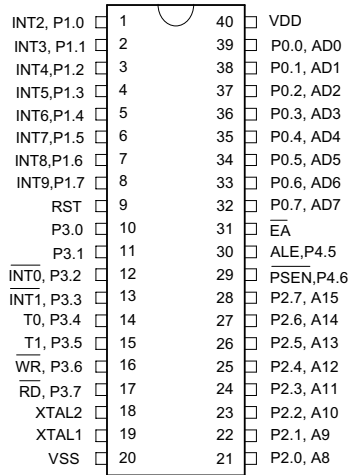 INT2, P1.0 1 40 VDD
INT3, P1.1 2 39 P0.0, AD0
INT4,P1.2 3 38 P0.1, AD1
INT5,P1.3 4 37 P0.2, AD2
INT6,P1.4 5 36 P0.3, AD3
INT7,P1.5 6 35 P0.4, AD4
INT8,P1.6 7 34 P0.5, AD5
INT9,P1.7 8 33 P0.6, AD6
RST 9 32 P0.7, AD7
P3.0 10 31 EA
P3.1 11 30 ALE,P4.5
INT0, P3.2 12 29 PSEN,P4.6
INT1, P3.3 13 28 P2.7, A15
T0, P3.4 14 27 P2.6, A14
T1, P3.5 15 26 P2.5, A13
WR, P3.6 16 25 P2.4, A12
RD, P3.7 17 24 P2.3, A11
XTAL2 18 23 P2.2, A10
XTAL1 19 22 P2.1, A9
VSS 20 21 P2.0, A8